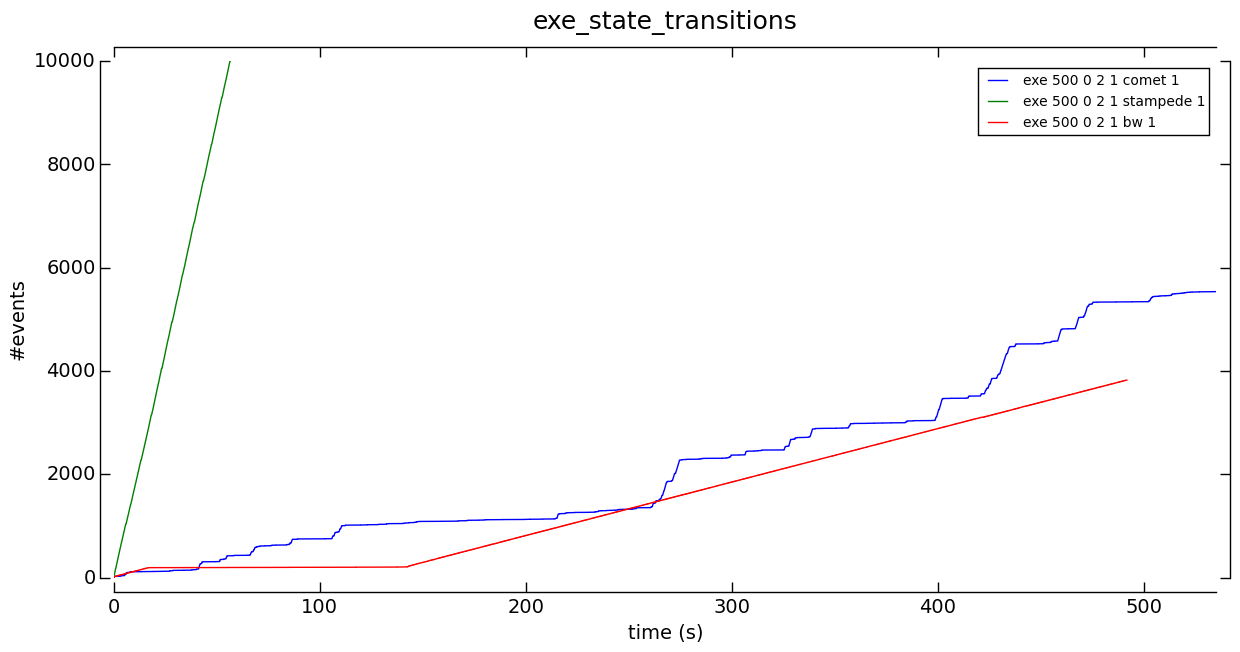 exe_state_transitions
10000
8000
6000
4000
2000
0
#events
exe 500 0 2 1 comet 1
exe 500 0 2 1 stampede 1
exe 500 0 2 1 bw 1
0 100 200 300 400 500
time (s)